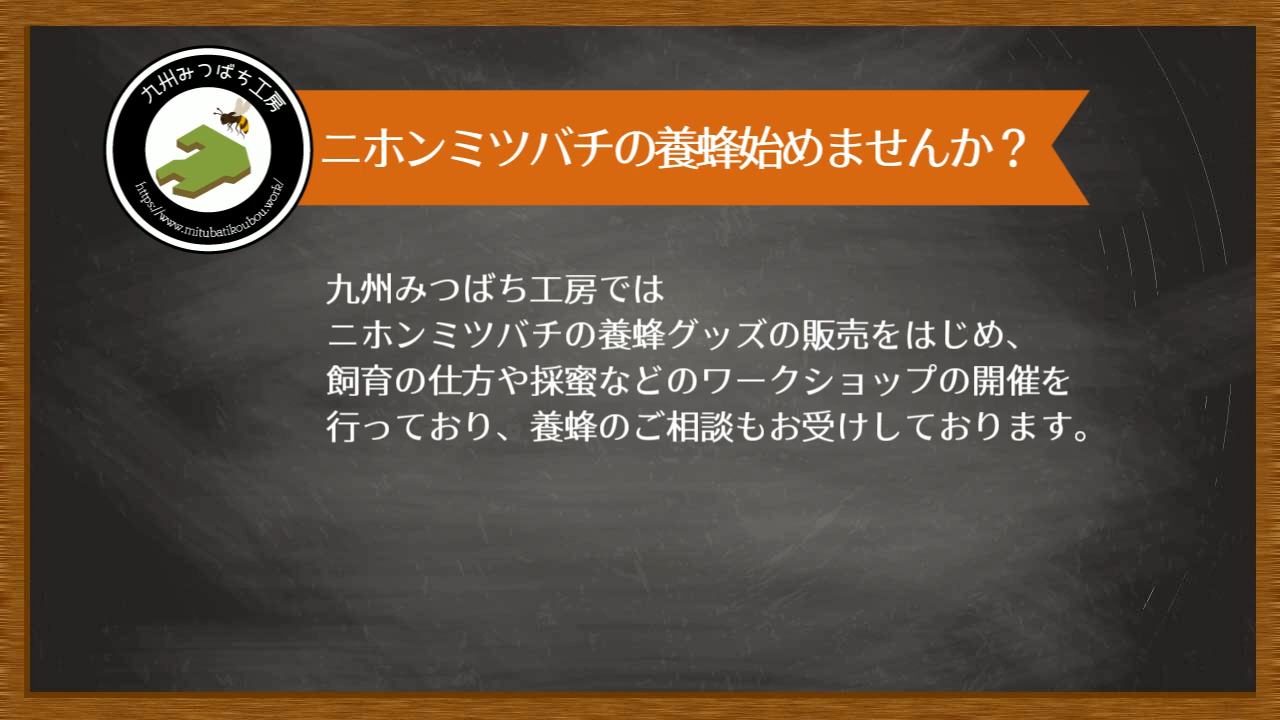 九州みつばち工房
https://www.mitubatikoubou.work/
ニホンミツバチの養蜂始めませんか？
九州みつばち工房では
ニホンミツバチの養蜂グッズの販売をはじめ、
飼育の仕方や採蜜などのワークショップの開催を
行っており、養蜂のご相談もお受けしております。